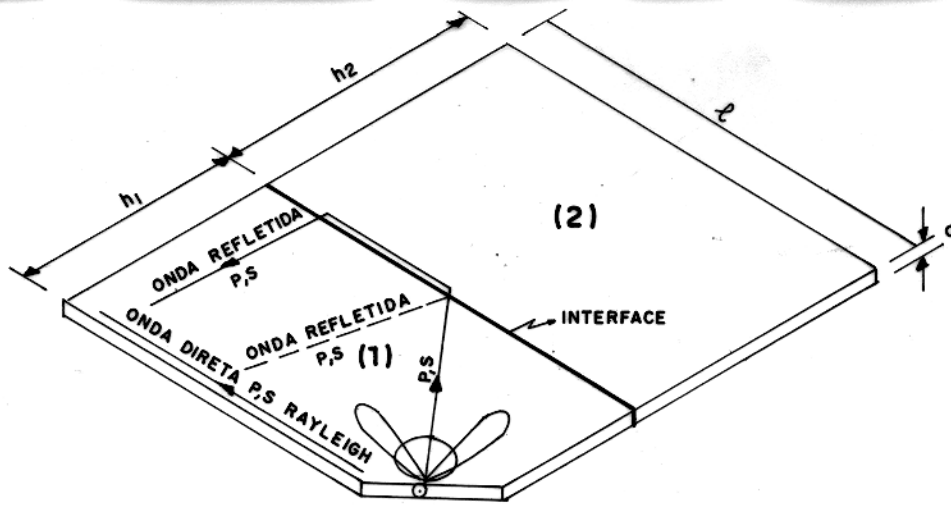 h2
h1
ℓ
(2)
d
ONDA REFLETIDA
P,S
INTERFACE
ONDA REFLETIDA
P,S
(1)
P,S
ONDA DIRETA P,S RAYLEIGH